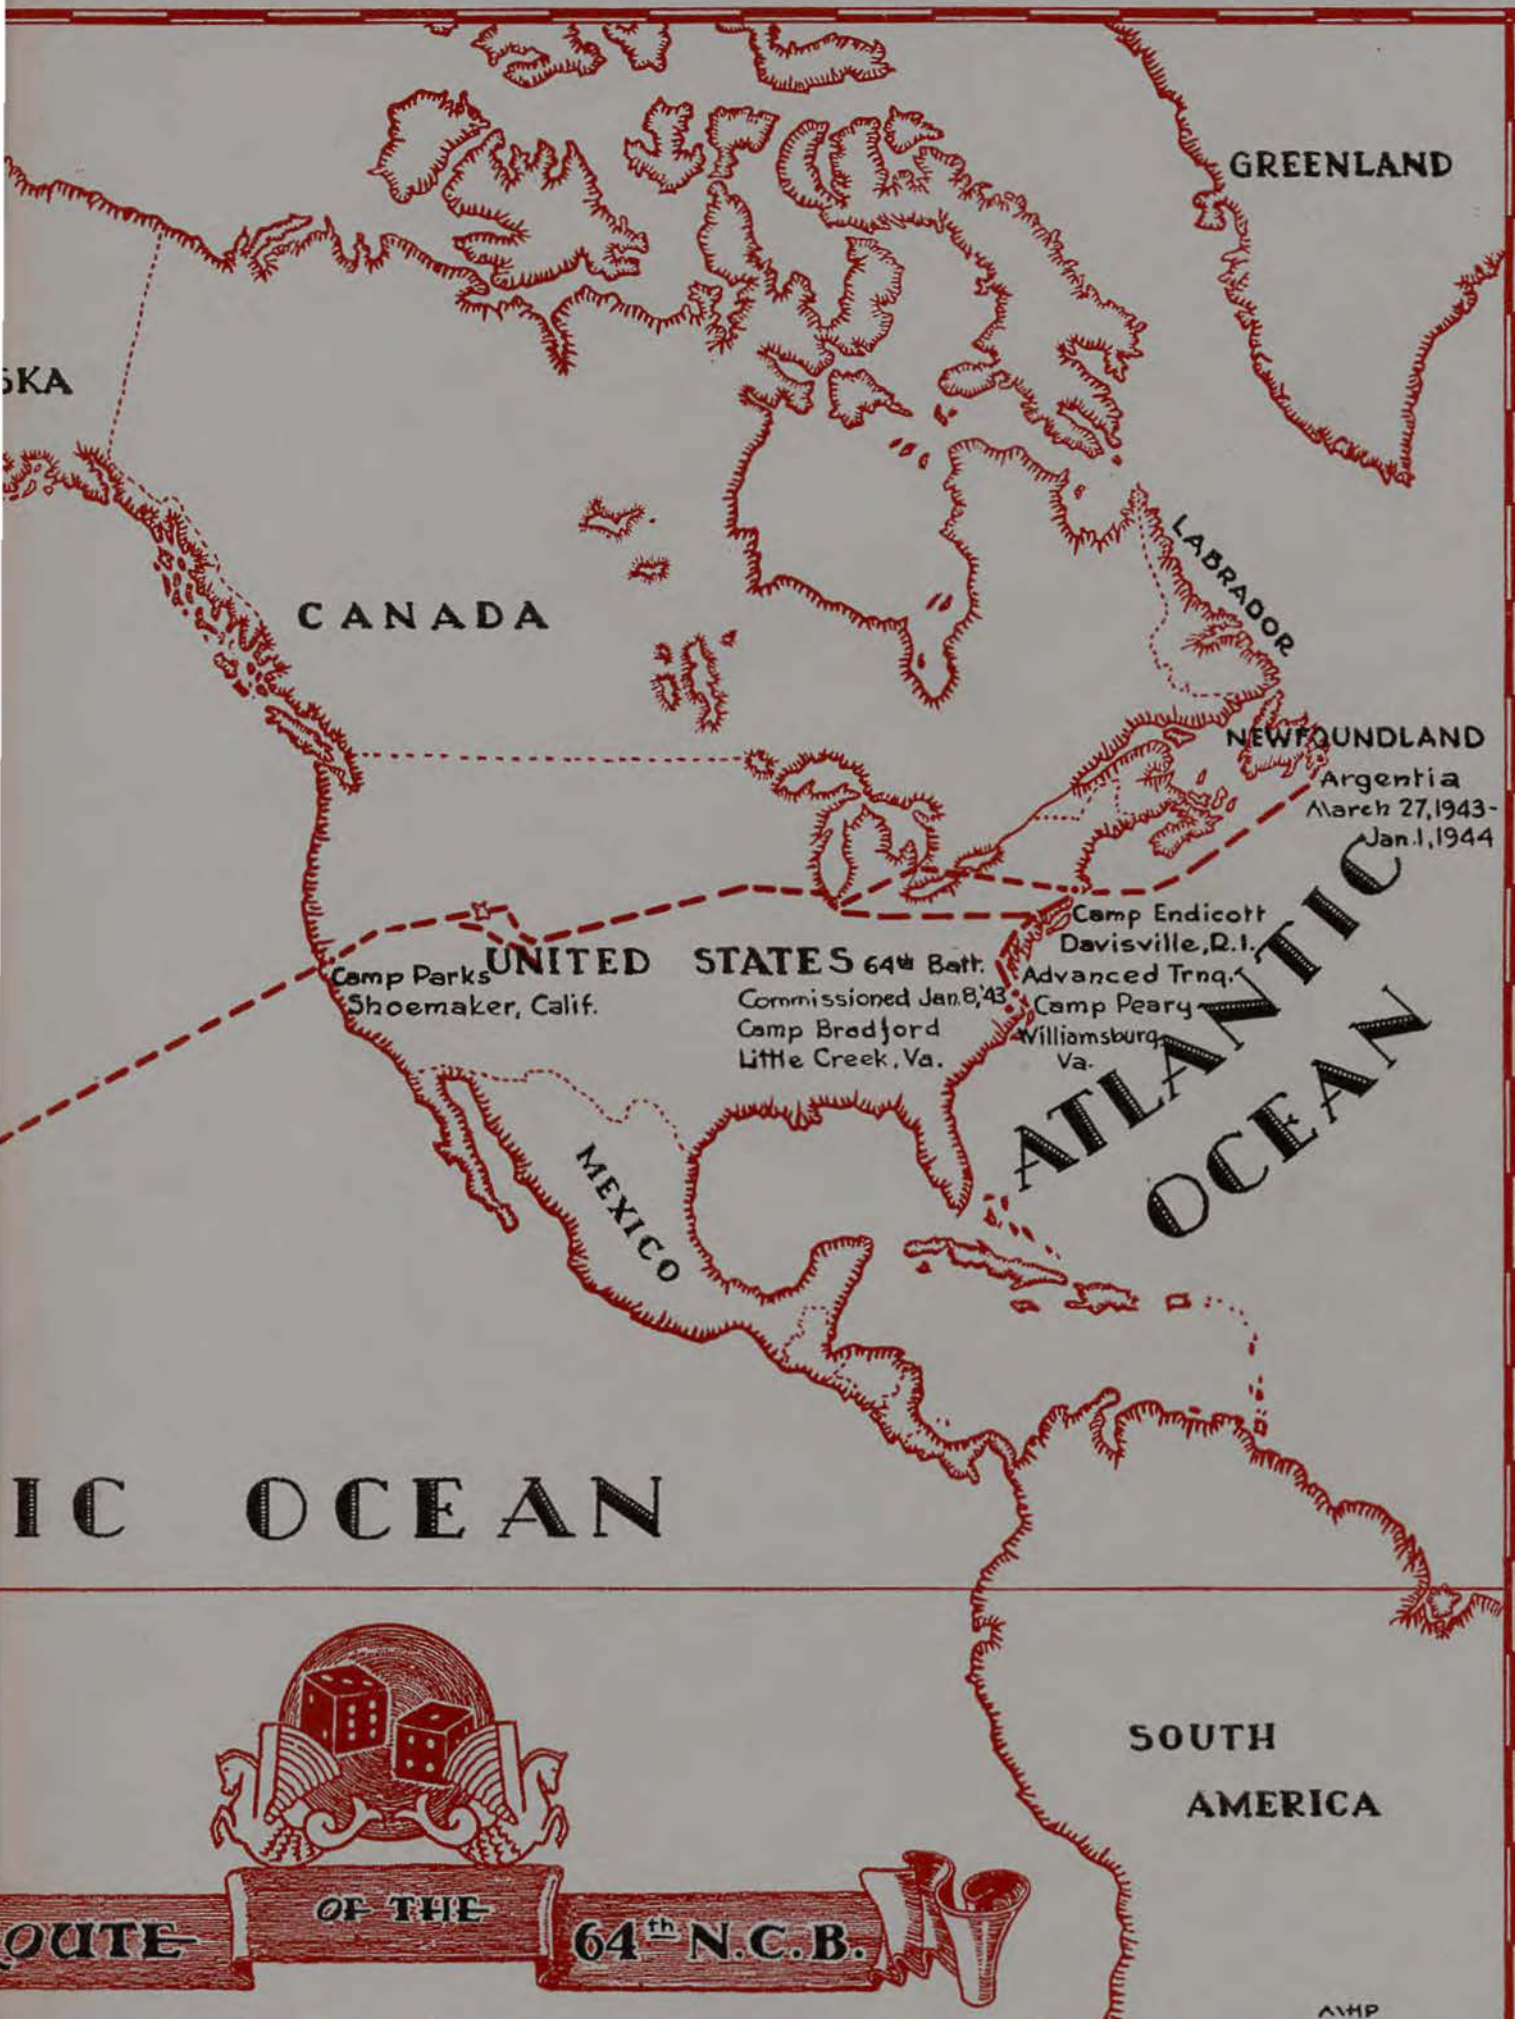 GREENLAND
SKA
LABRADOR
CANADA
NEWFOUNDLAND
Argentia
March 27, 1943-
Jan. 1, 1944
ATLANTIC
OCEAN
Camp Endicott
Davisville, R.I.
Advanced Trng.
Camp Peary
Williamsburg,
Va.
UNITED STATES
64th Batt.
Commissioned Jan. 8, '43
Camp Bradford
Little Creek, Va.
Camp Parks
Shoemaker, Calif.
MEXICO
IC OCEAN
SOUTH
AMERICA
OUTE OF THE 64th N.C.B.